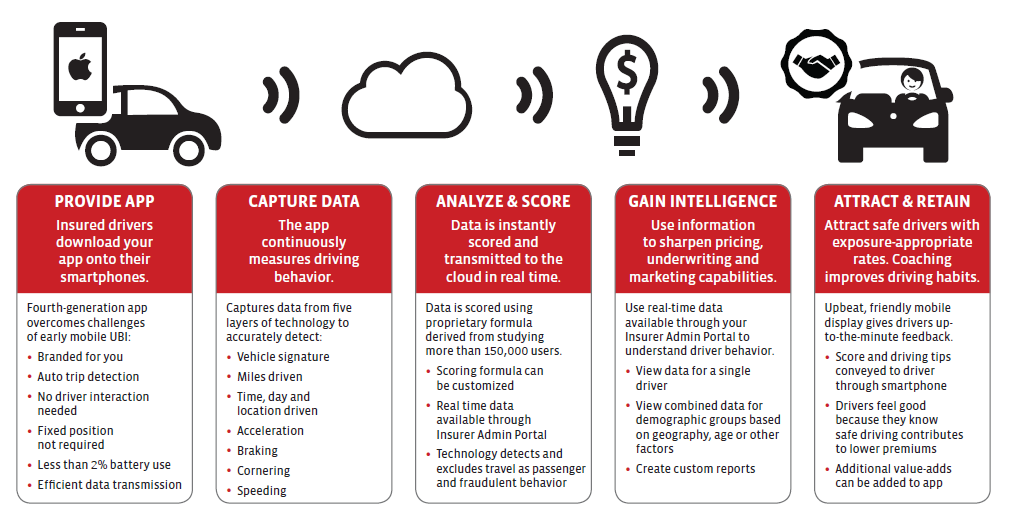 PROVIDE APP
Insured drivers
download your
app onto their
smartphones.
Fourth-generation app
overcomes challenges
of early mobile UBI:
• Branded for you
• Auto trip detection
• No driver interaction
needed
• Fixed position
not required
• Less than 2% battery use
• Efficient data transmission
CAPTURE DATA
The app
continuously
measures driving
behavior.
Captures data from five
layers of technology to
accurately detect:
• Vehicle signature
• Miles driven
• Time, day and
location driven
• Acceleration
• Braking
• Cornering
• Speeding
ANALYZE & SCORE
Data is instantly
scored and
transmitted to the
cloud in real time.
Data is scored using
proprietary formula
derived from studying
more than 150,000 users.
• Scoring formula can
be customized
• Real time data
available through
Insurer Admin Portal
• Technology detects and
excludes travel as passenger
and fraudulent behavior
$
GAIN INTELLIGENCE
Use information
to sharpen pricing,
underwriting and
marketing capabilities.
Use real-time data
available through your
Insurer Admin Portal to
understand driver behavior.
• View data for a single
driver
• View combined data for
demographic groups based
on geography, age or other
factors
• Create custom reports
ATTRACT & RETAIN
Attract safe drivers with
exposure-appropriate
rates. Coaching
improves driving habits.
Upbeat, friendly mobile
display gives drivers up-
to-the-minute feedback.
• Score and driving tips
conveyed to driver
through smartphone
• Drivers feel good
because they know
safe driving contributes
to lower premiums
• Additional value-adds
can be added to app